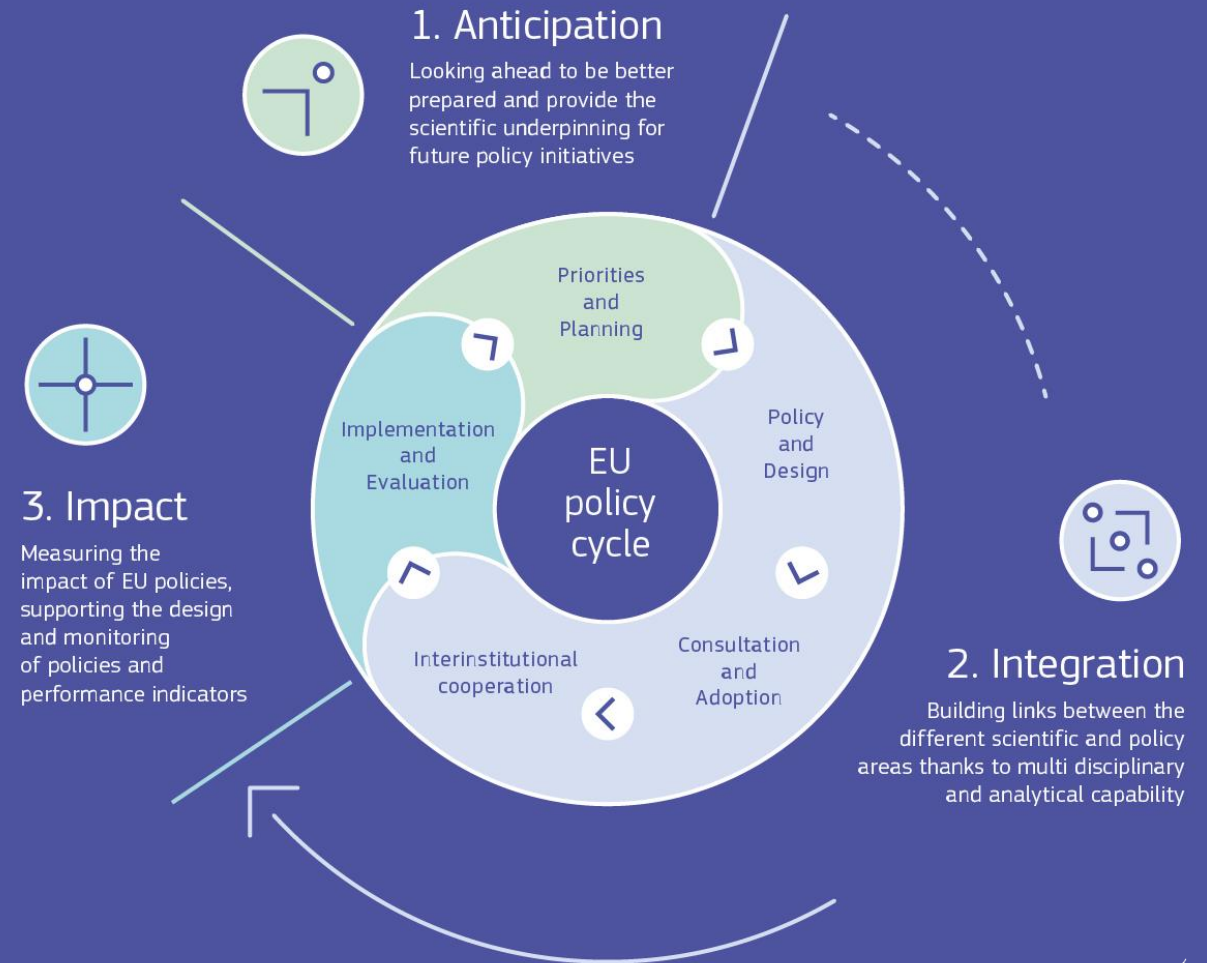 1. Anticipation
Looking ahead to be better
prepared and provide the
scientific underpinning for
future policy initiatives
Priorities
and
Planning
Policy
and
Design
Implementation
and
Evaluation
EU
policy
cycle
Consultation
and
Adoption
Interinstitutional
cooperation
2. Integration
Building links between the
different scientific and policy
areas thanks to multi disciplinary
and analytical capability
3. Impact
Measuring the
impact of EU policies,
supporting the design
and monitoring
of policies and
performance indicators